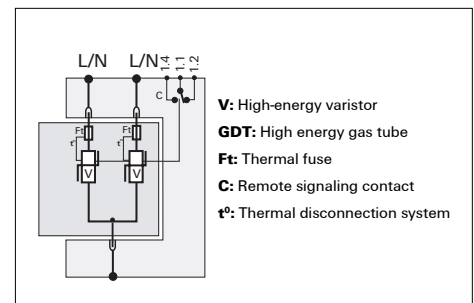 L/N L/N 1.4 1.1 1.2
C
Ft Ft
t° t°
V V
V: High-energy varistor
GDT: High energy gas tube
Ft: Thermal fuse
C: Remote signaling contact
t⁰: Thermal disconnection system